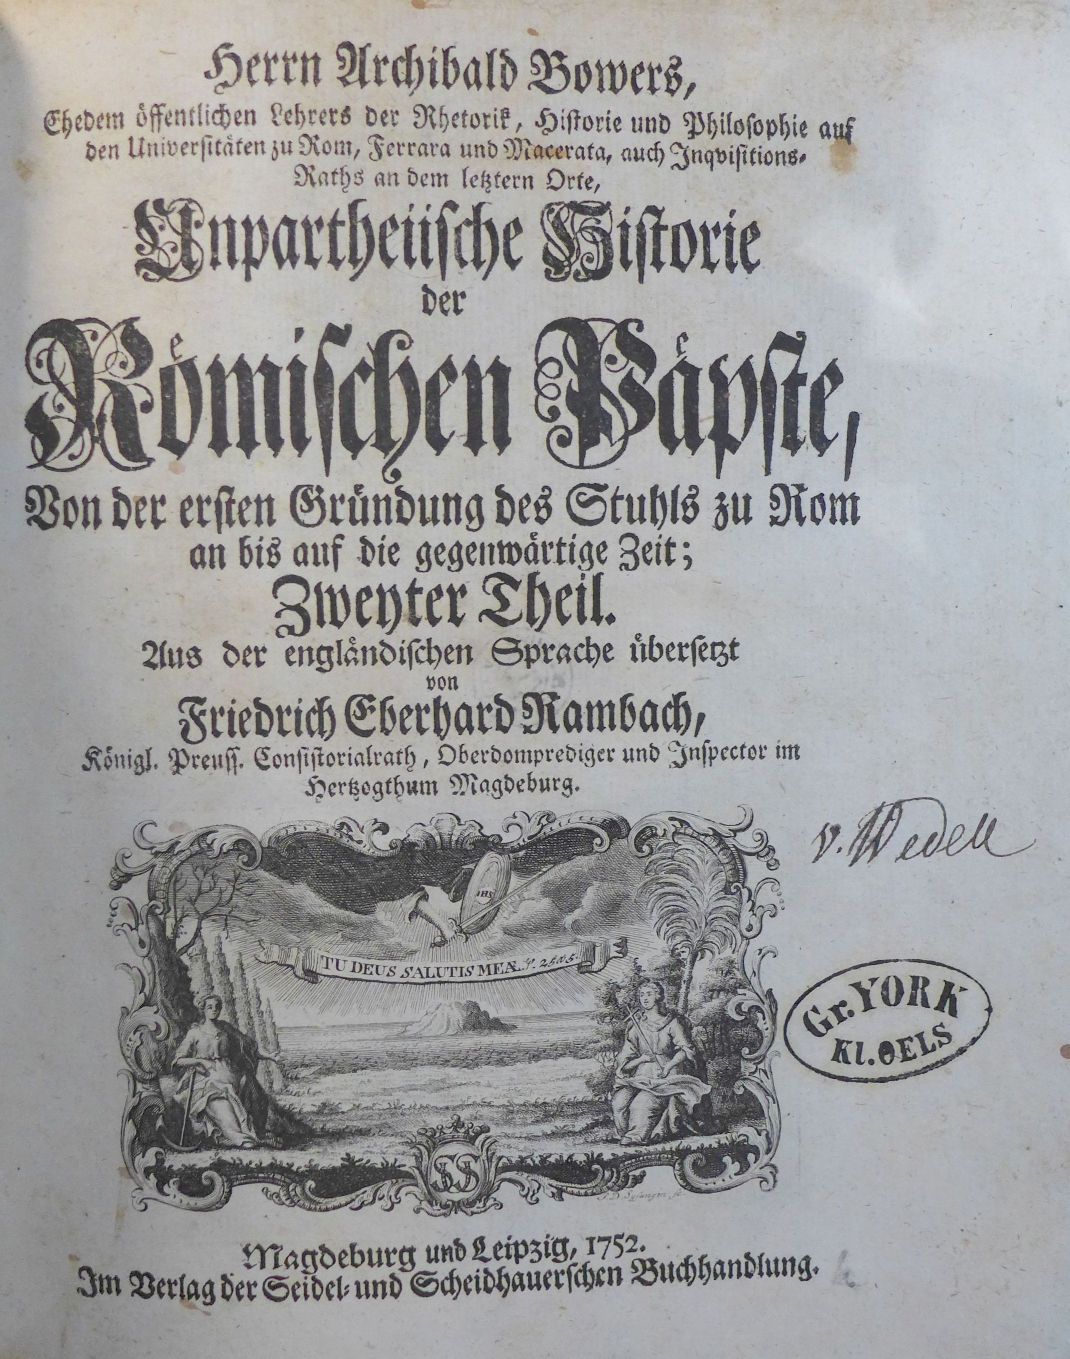 Herrn Archibald Bowers,
Ehedem öffentlichen Lehrers der Rhetorik, Historie und Philosophie auf
den Universitäten zu Rom, Ferrara und Macerata, auch Inqvisitions-
Raths an dem letztern Orte,
Unpartheiische Historie
der
Römischen Päpste,
Von der ersten Gründung des Stuhls zu Rom
an bis auf die gegenwärtige Zeit;
Zweyter Theil.
Aus der engländischen Sprache übersetzt
von
Friedrich Eberhard Rambach,
Königl. Preuss. Consistorialrath, Oberdomprediger und Inspector im
Hertzogthum Magdeburg.
v. Wedell
IHS
TU DEUS SALUTIS MEÆ
Gr. YORK
Kl. OELS
SS
Magdeburg und Leipzig, 1752.
Im Verlag der Seidel- und Scheidhauerschen Buchhandlung.